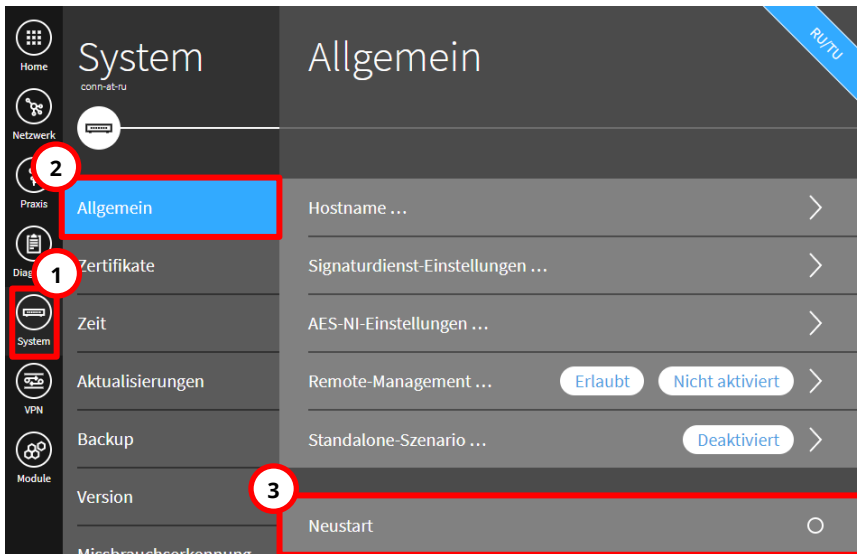 Home
Netzwerk
Praxis
System
VPN
Module
System
conn-at-ru
2
Allgemein
1
Zertifikate
Zeit
Aktualisierungen
Backup
Version
Missbrauchserkennung
Allgemein
RU/TU
Hostname ...
Signaturdienst-Einstellungen ...
AES-NI-Einstellungen ...
Remote-Management ... Erlaubt Nicht aktiviert
Standalone-Szenario ... Deaktiviert
3
Neustart